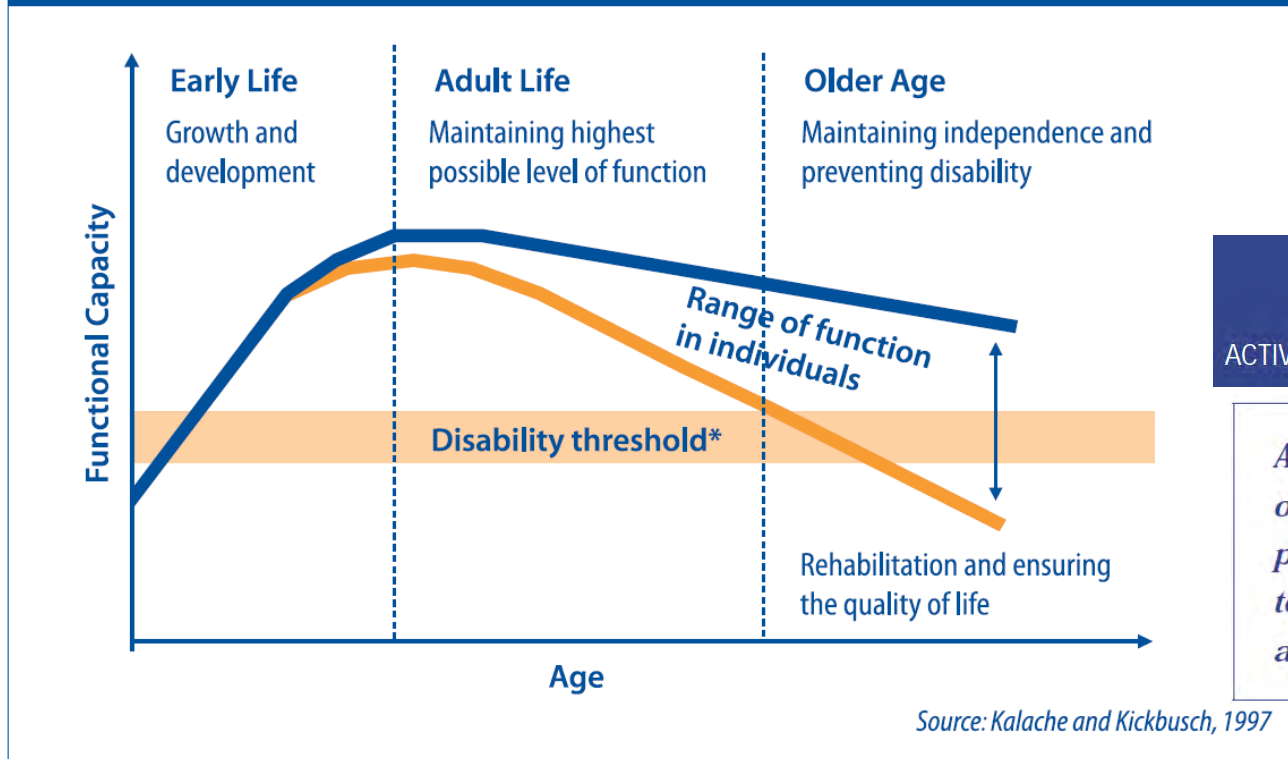 Early Life
Growth and
development
Adult Life
Maintaining highest
possible level of function
Older Age
Maintaining independence and
preventing disability
Functional Capacity
Range of function
in individuals
Disability threshold*
Rehabilitation and ensuring
the quality of life
Age
Source: Kalache and Kickbusch, 1997